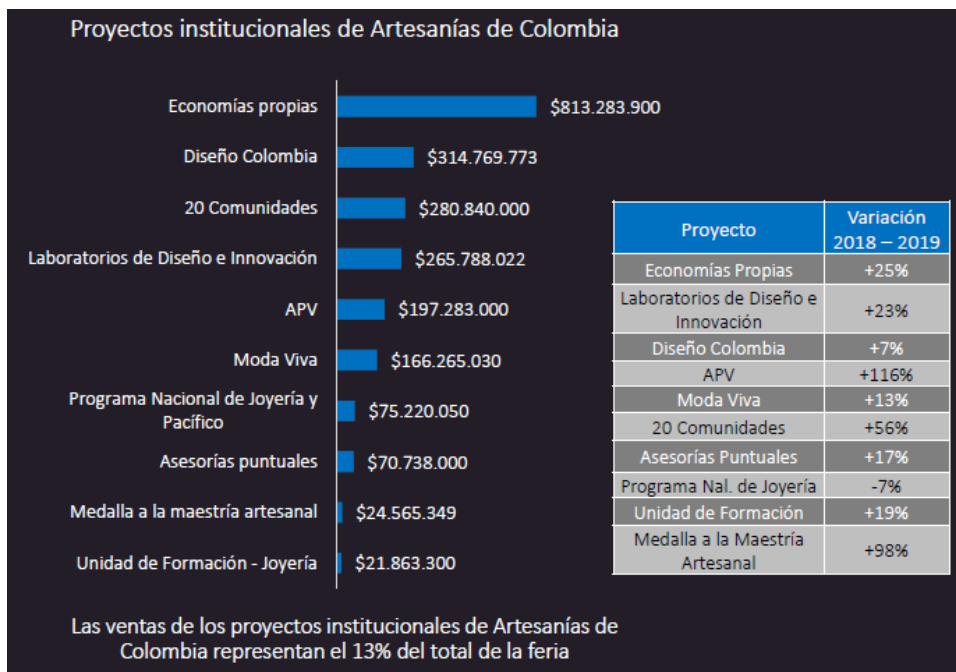 Proyectos institucionales de Artesanías de Colombia
Economías propias $813.283.900
Diseño Colombia $314.769.773
20 Comunidades $280.840.000
Laboratorios de Diseño e Innovación $265.788.022
APV $197.283.000
Moda Viva $166.265.030
Programa Nacional de Joyería y
Pacífico
$75.220.050
Asesorías puntuales $70.738.000
Medalla a la maestría artesanal $24.565.349
Unidad de Formación - Joyería $21.863.300
Proyecto
Variación
2018 – 2019
Economías Propias +25%
Laboratorios de Diseño e
Innovación
+23%
Diseño Colombia +7%
APV +116%
Moda Viva +13%
20 Comunidades +56%
Asesorías Puntuales +17%
Programa Nal. de Joyería -7%
Unidad de Formación +19%
Medalla a la Maestría
Artesanal
+98%
Las ventas de los proyectos institucionales de Artesanías de
Colombia representan el 13% del total de la feria